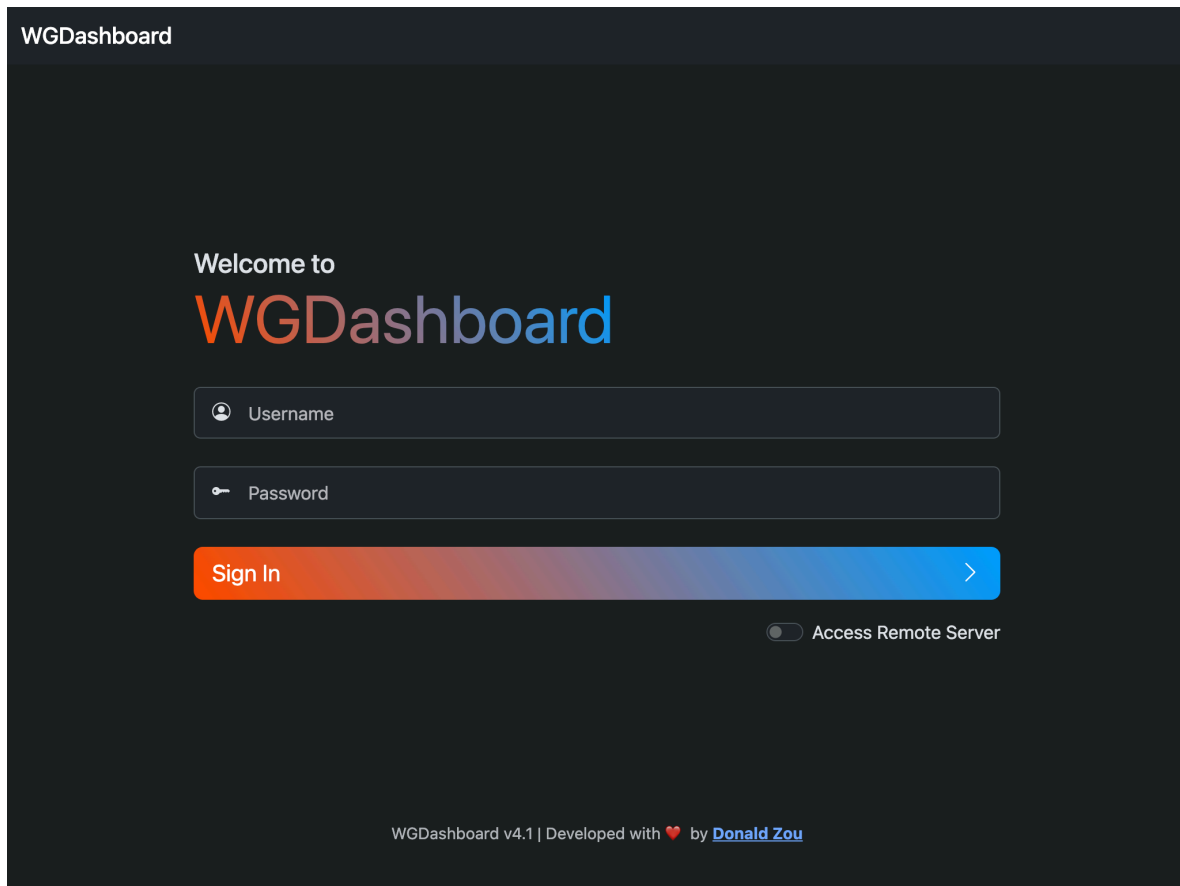 WGDashboard
Welcome to
WGDashboard
Username
Password
Sign In
Access Remote Server
WGDashboard v4.1 | Developed with ❤️ by Donald Zou